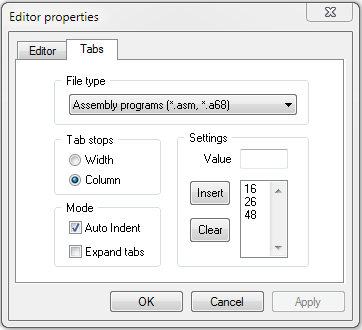 Editor properties
Editor
Tabs
File type
Assembly programs (*.asm, *.a68)
Tab stops
Width
Column
Settings
Value
Insert
Clear
16
26
48
Mode
Auto Indent
Expand tabs
OK
Cancel
Apply